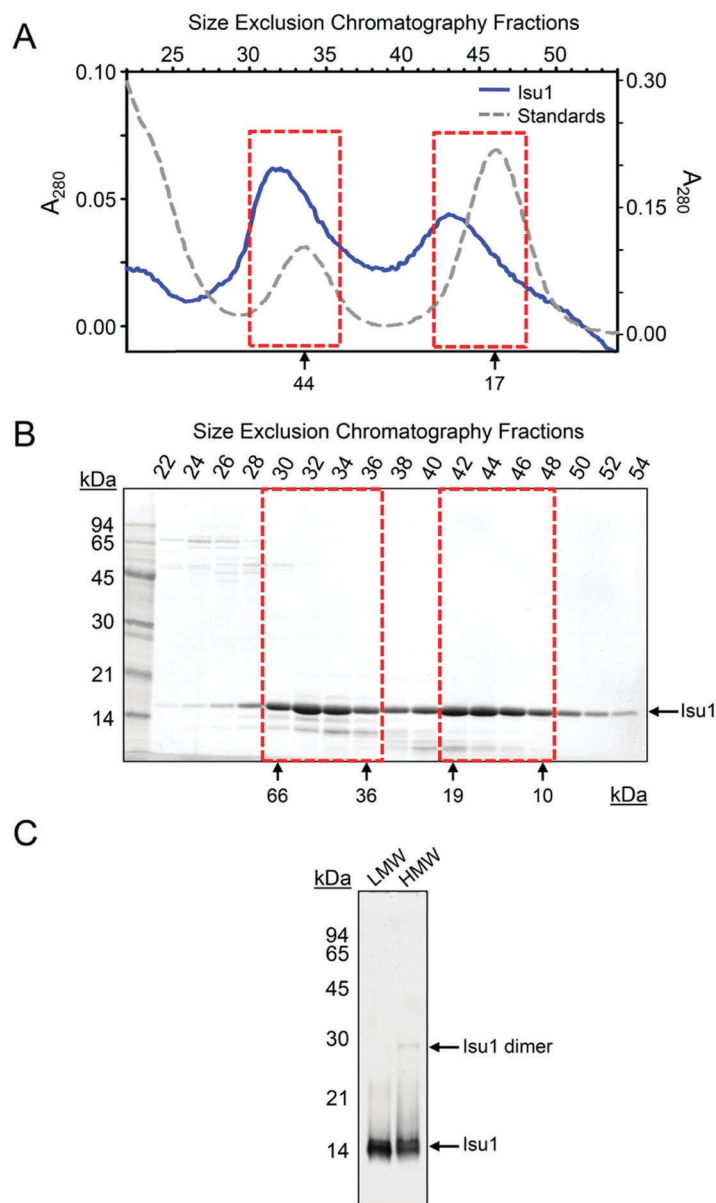 A
Size Exclusion Chromatography Fractions
25 30 35 40 45 50
0.10
0.05
0.00
A280
Isu1
Standards
0.30
0.15
0.00
A280
44 17
B
Size Exclusion Chromatography Fractions
22 24 26 28 30 32 34 36 38 40 42 44 46 48 50 52 54
kDa
94
65
45
30
21
14
Isu1
66 36 19 10 kDa
C
kDa LMW HMW
94
65
45
30 Isu1 dimer
21
14 Isu1